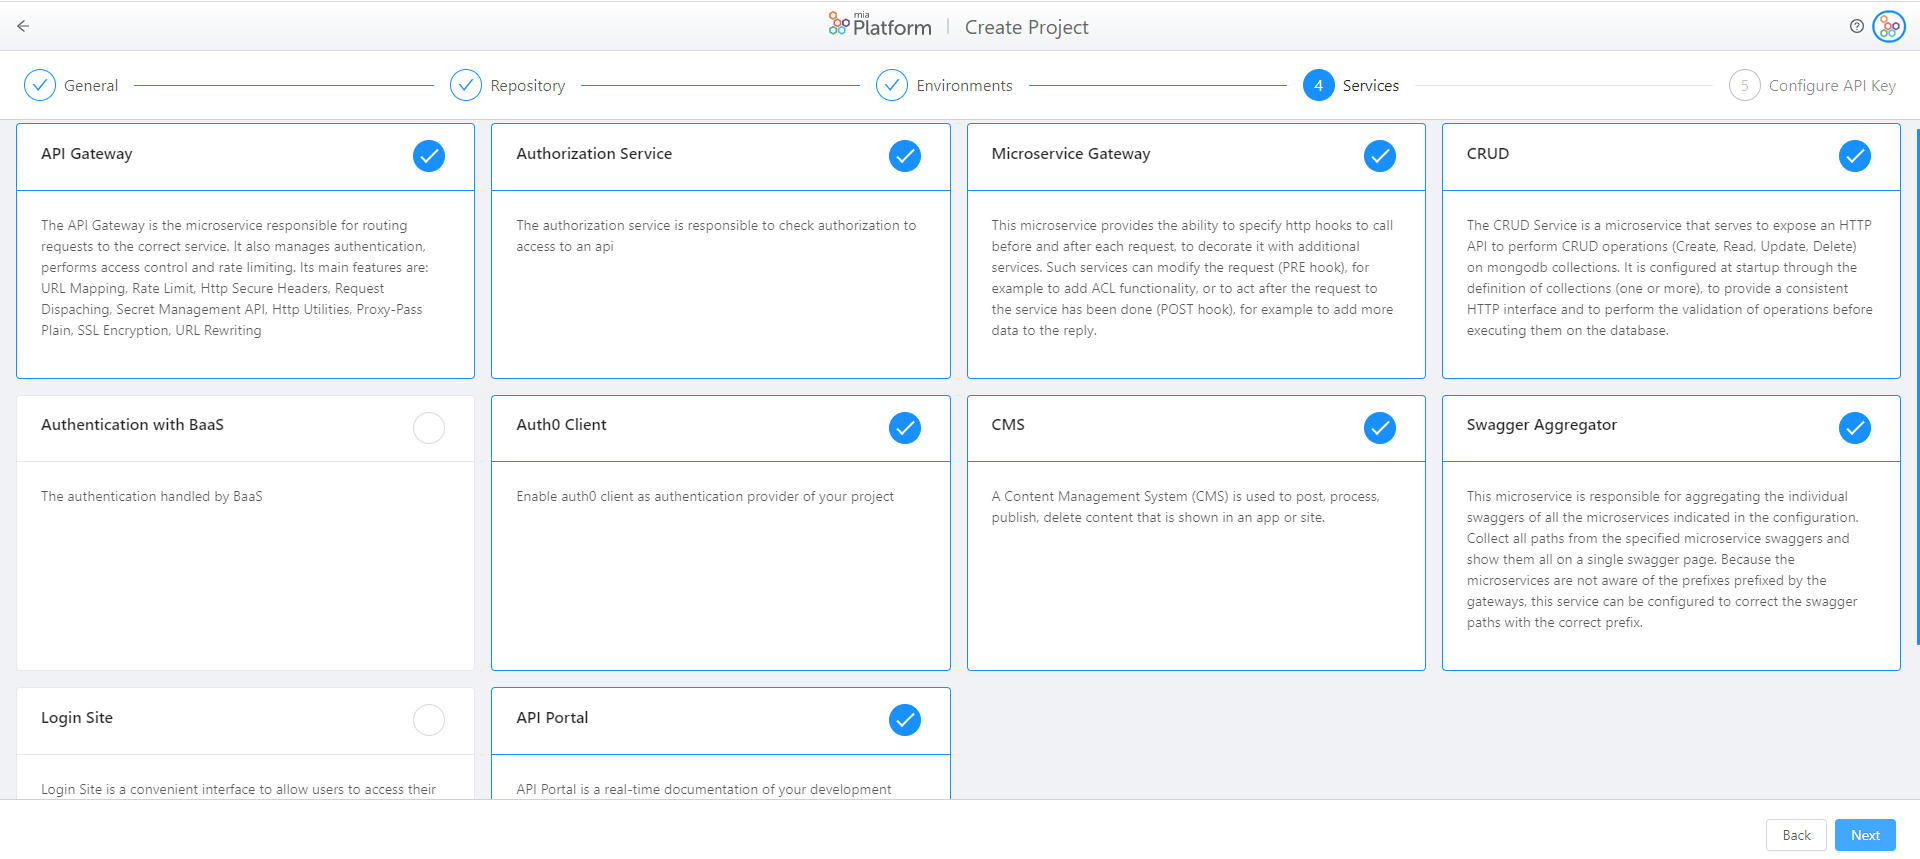 mia
Platform
Create Project
General
Repository
Environments
4
Services
5
Configure API Key
API Gateway
The API Gateway is the microservice responsible for routing
requests to the correct service. It also manages authentication,
performs access control and rate limiting. Its main features are:
URL Mapping, Rate Limit, Http Secure Headers, Request
Dispaching, Secret Management API, Http Utilities, Proxy-Pass
Plain, SSL Encryption, URL Rewriting
Authorization Service
The authorization service is responsible to check authorization to
access to an api
Microservice Gateway
This microservice provides the ability to specify http hooks to call
before and after each request, to decorate it with additional
services. Such services can modify the request (PRE hook), for
example to add ACL functionality, or to act after the request to
the service has been done (POST hook), for example to add more
data to the reply.
CRUD
The CRUD Service is a microservice that serves to expose an HTTP
API to perform CRUD operations (Create, Read, Update, Delete)
on mongodb collections. It is configured at startup through the
definition of collections (one or more), to provide a consistent
HTTP interface and to perform the validation of operations before
executing them on the database.
Authentication with BaaS
The authentication handled by BaaS
Auth0 Client
Enable auth0 client as authentication provider of your project
CMS
A Content Management System (CMS) is used to post, process,
publish, delete content that is shown in an app or site.
Swagger Aggregator
This microservice is responsible for aggregating the individual
swaggers of all the microservices indicated in the configuration.
Collect all paths from the specified microservice swaggers and
show them all on a single swagger page. Because the
microservices are not aware of the prefixes prefixed by the
gateways, this service can be configured to correct the swagger
paths with the correct prefix.
Login Site
Login Site is a convenient interface to allow users to access their
API Portal
API Portal is a real-time documentation of your development
Back
Next